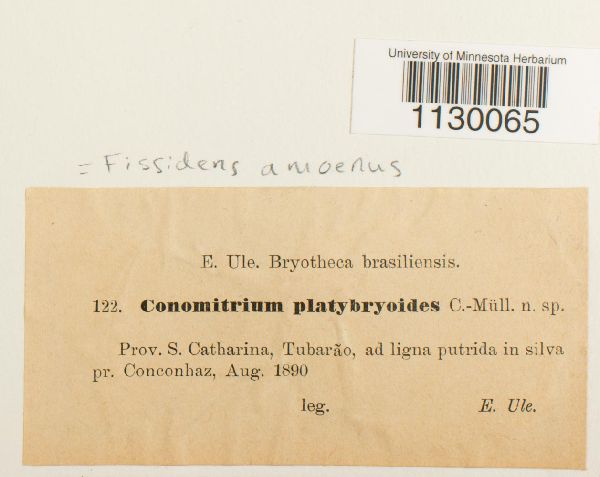 University of Minnesota Herbarium
1130065
= Fissidens amoenus
E. Ule. Bryotheca brasiliensis.
122. Conomitrium platybryoides C.-Müll. n. sp.
Prov. S. Catharina, Tubarão, ad ligna putrida in silva
pr. Conconhaz, Aug. 1890
leg. E. Ule.